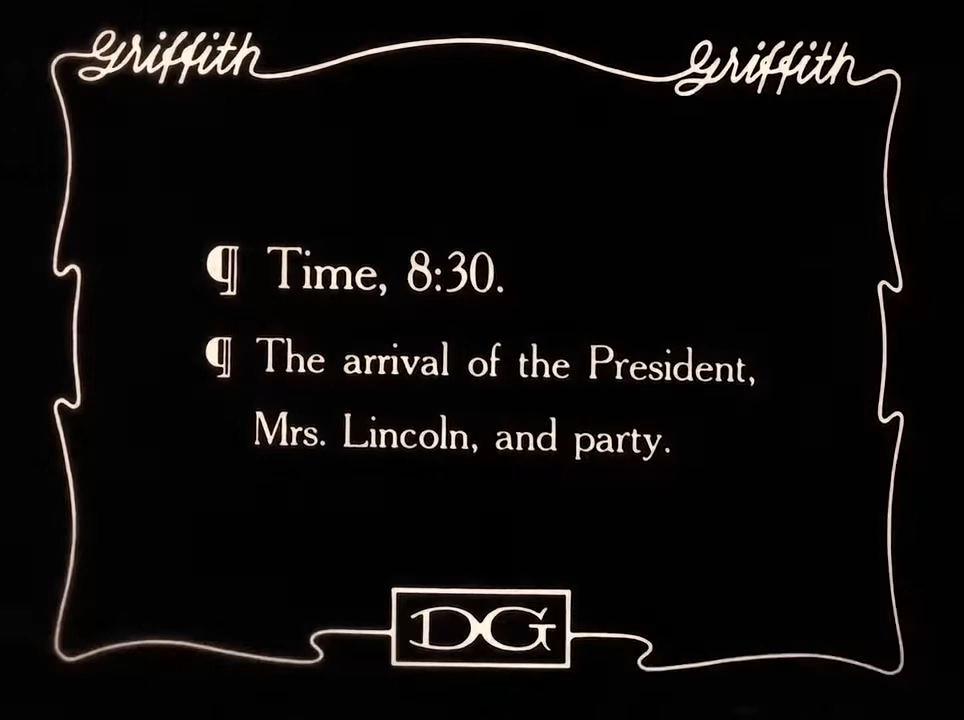 Griffith Griffith
¶ Time, 8:30.
¶ The arrival of the President,
Mrs. Lincoln, and party.
DG